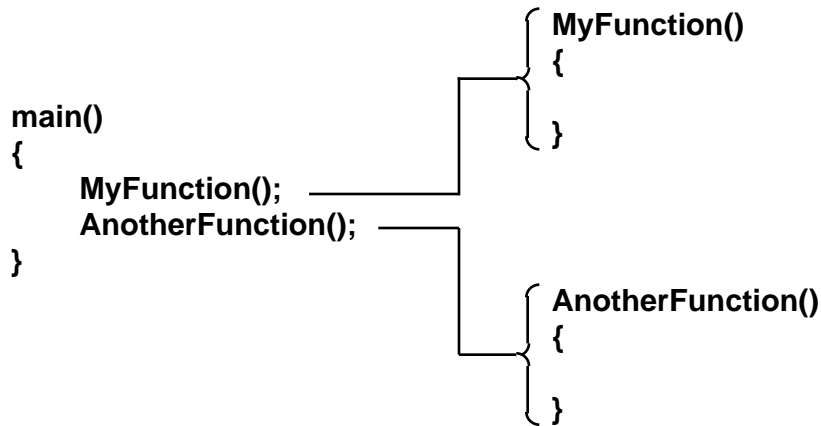 main()
{
MyFunction();
AnotherFunction();
}
MyFunction()
{
}
AnotherFunction()
{
}